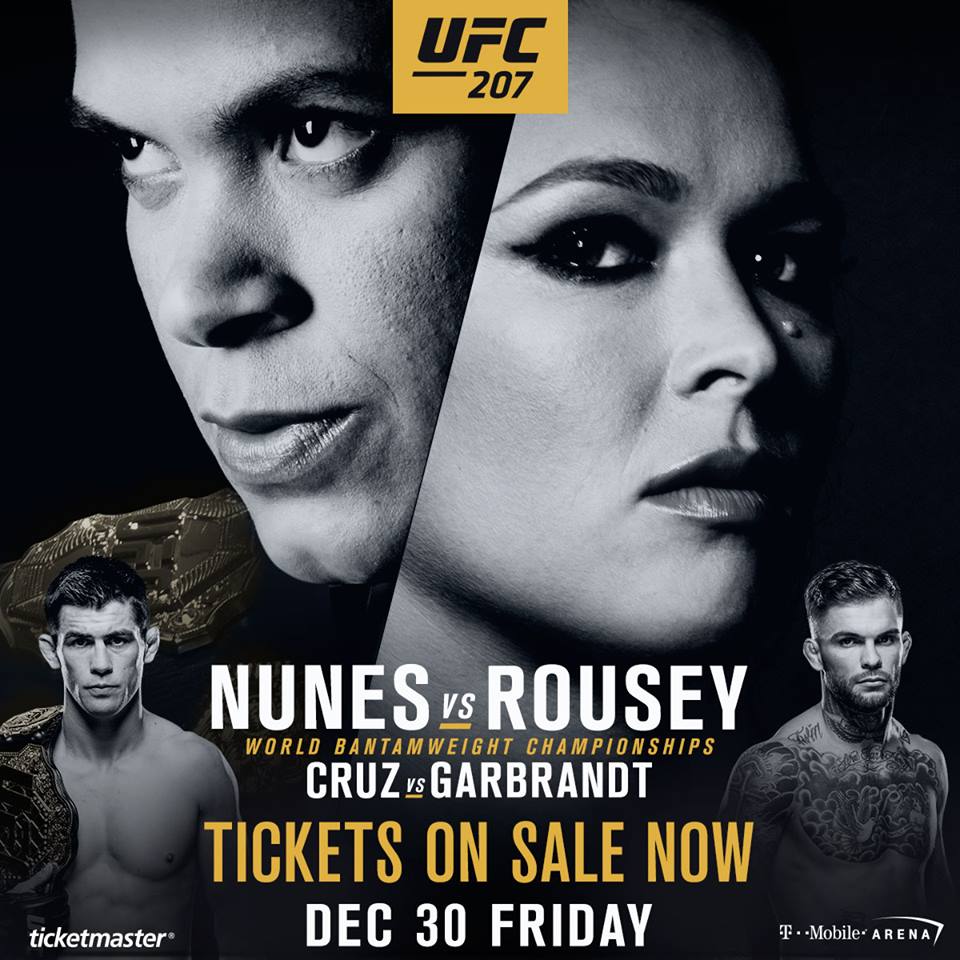 UFC
207
NUNES VS ROUSEY
WORLD BANTAMWEIGHT CHAMPIONSHIPS
CRUZ VS GARBRANDT
TICKETS ON SALE NOW
DEC 30 FRIDAY
ticketmaster®
T··Mobile· ARENA